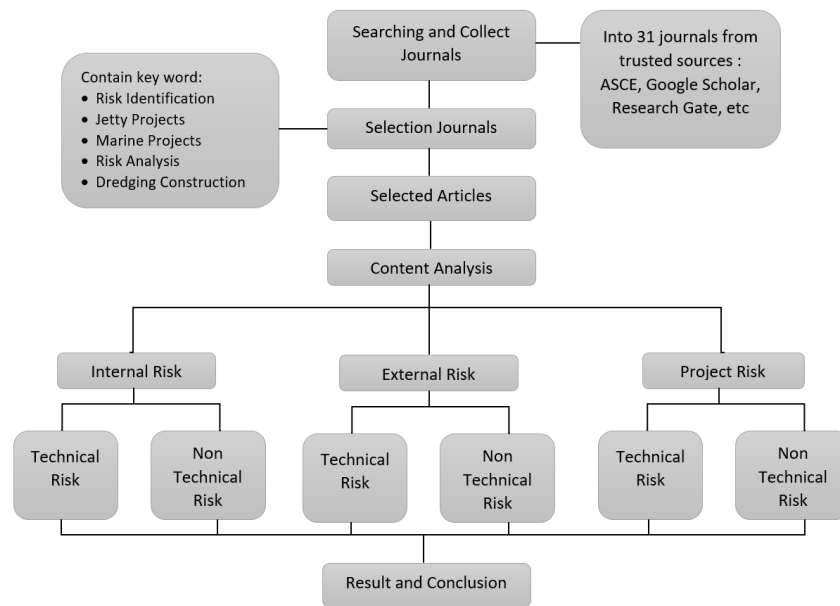 Searching and Collect
Journals
Into 31 journals from
trusted sources :
ASCE, Google Scholar,
Research Gate, etc
Contain key word:
• Risk Identification
• Jetty Projects
• Marine Projects
• Risk Analysis
• Dredging Construction
Selection Journals
Selected Articles
Content Analysis
Internal Risk
External Risk
Project Risk
Technical
Risk
Non
Technical
Risk
Technical
Risk
Non
Technical
Risk
Technical
Risk
Non
Technical
Risk
Result and Conclusion